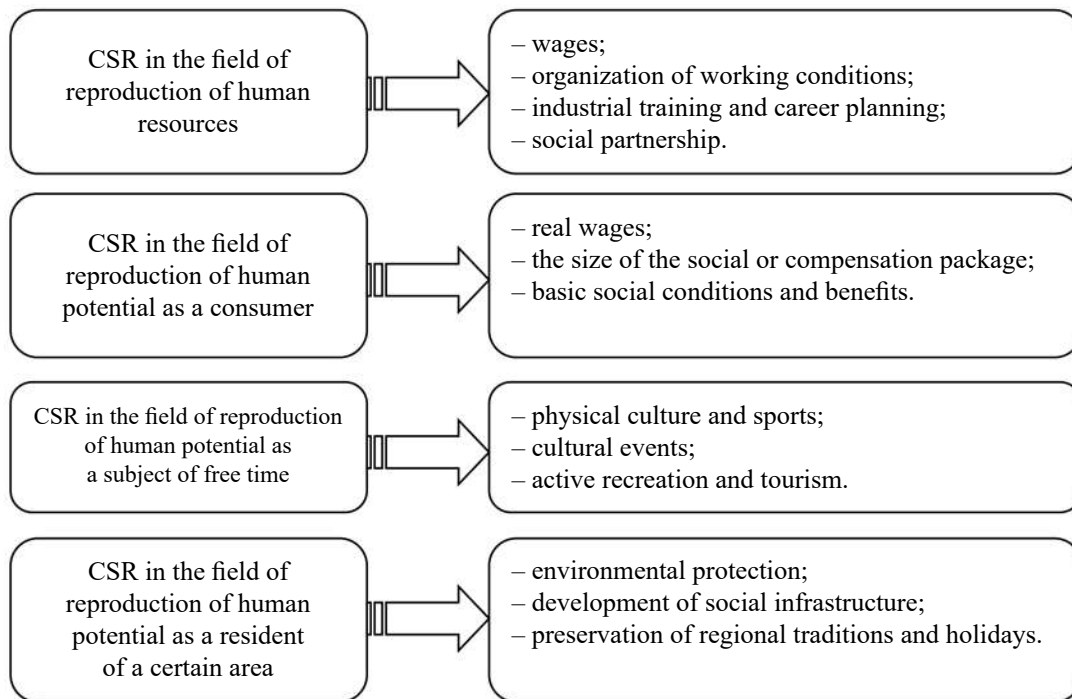 CSR in the field of
reproduction of human
resources
– wages;
– organization of working conditions;
– industrial training and career planning;
– social partnership.
CSR in the field of
reproduction of human
potential as a consumer
– real wages;
– the size of the social or compensation package;
– basic social conditions and benefits.
CSR in the field of reproduction
of human potential as
a subject of free time
– physical culture and sports;
– cultural events;
– active recreation and tourism.
CSR in the field of
reproduction of human
potential as a resident
of a certain area
– environmental protection;
– development of social infrastructure;
– preservation of regional traditions and holidays.